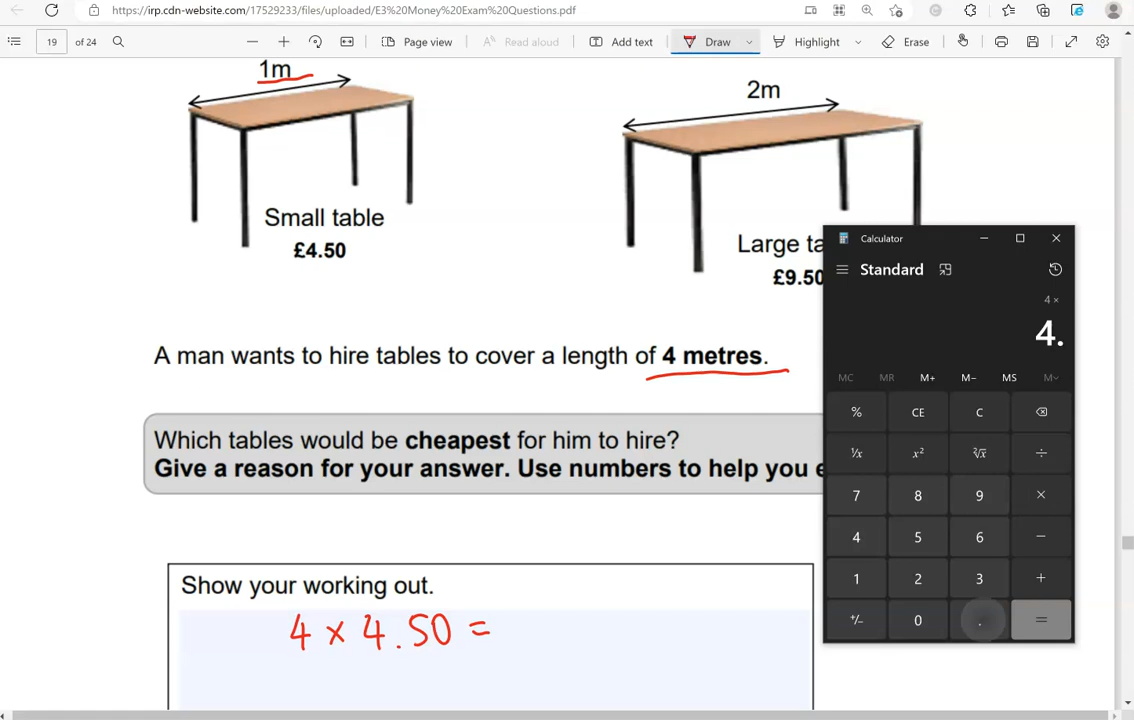 https://irp.cdn-website.com/17529233/files/uploaded/E3%20Money%20Exam%20Questions.pdf
19 of 24 Page view Read aloud Add text Draw Highlight Erase
1m
2m
Small table
£4.50
Large ta
£9.50
A man wants to hire tables to cover a length of 4 metres.
Which tables would be cheapest for him to hire?
Give a reason for your answer. Use numbers to help you e
Show your working out.
4 × 4.50 =
Calculator
Standard
4 ×
4.
MC MR M+ M− MS M
% CE C
1/x x² ²√x ÷
7 8 9 ×
4 5 6 −
1 2 3 +
+/− 0 . =